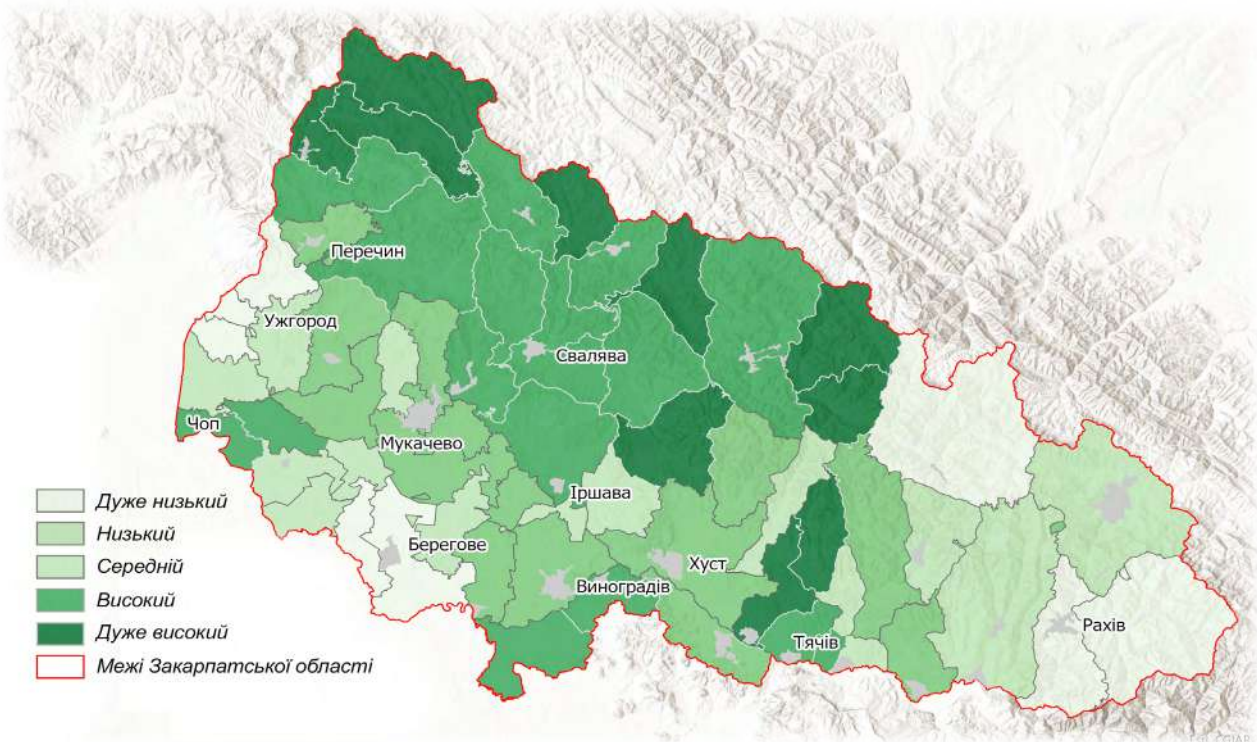 Перечин
Ужгород
Свалява
Чоп
Мукачево
Іршава
Берегове
Хуст
Виноградів
Тячів
Рахів
Дуже низький
Низький
Середній
Високий
Дуже високий
Межі Закарпатської області